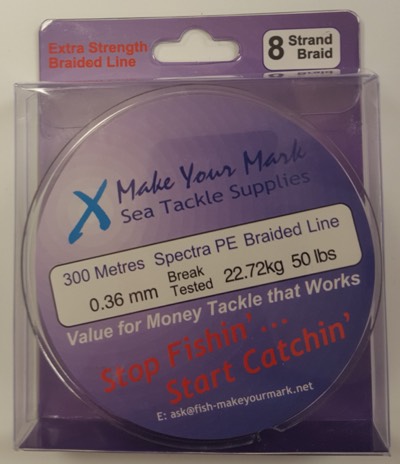 Extra Strength
Braided Line
8 Strand
Braid
X Make Your Mark
Sea Tackle Supplies
300 Metres Spectra PE Braided Line
0.36 mm Break Tested 22.72kg 50 lbs
Value for Money Tackle that Works
Stop Fishin'...
Start Catchin'
E: ask@fish-makeyourmark.net